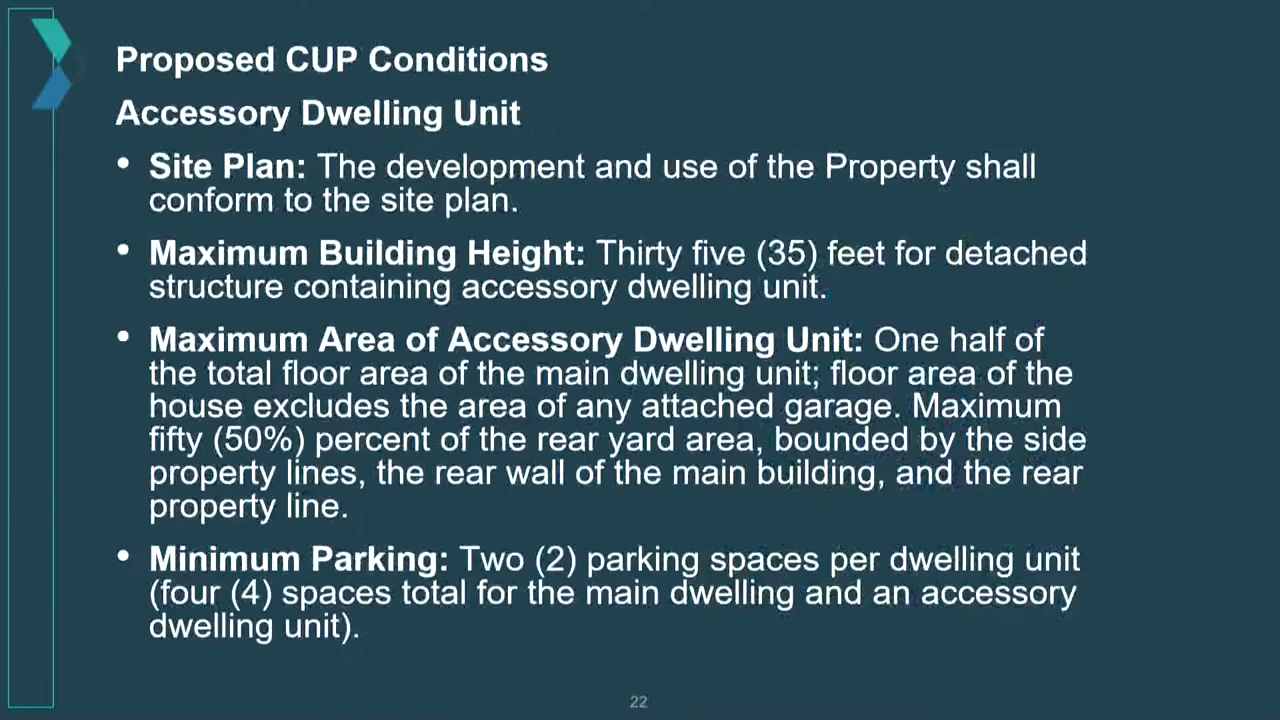 Proposed CUP Conditions
Accessory Dwelling Unit
• Site Plan: The development and use of the Property shall
conform to the site plan.
• Maximum Building Height: Thirty five (35) feet for detached
structure containing accessory dwelling unit.
• Maximum Area of Accessory Dwelling Unit: One half of
the total floor area of the main dwelling unit; floor area of the
house excludes the area of any attached garage. Maximum
fifty (50%) percent of the rear yard area, bounded by the side
property lines, the rear wall of the main building, and the rear
property line.
• Minimum Parking: Two (2) parking spaces per dwelling unit
(four (4) spaces total for the main dwelling and an accessory
dwelling unit).
22